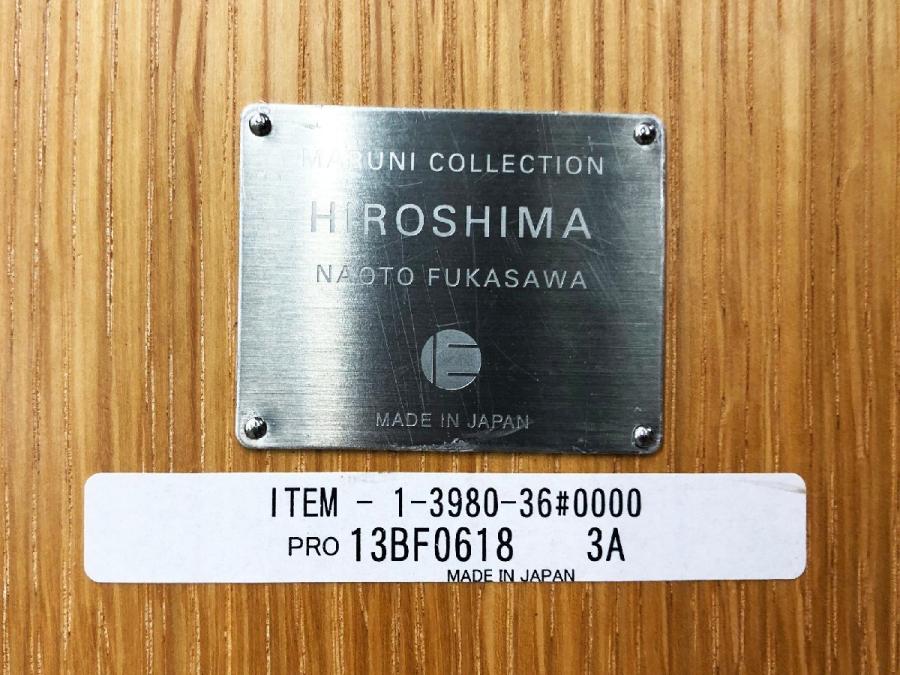 MARUNI COLLECTION
HIROSHIMA
NAOTO FUKASAWA
MADE IN JAPAN
ITEM - 1-3980-36#0000
PRO 13BF0618 3A
MADE IN JAPAN